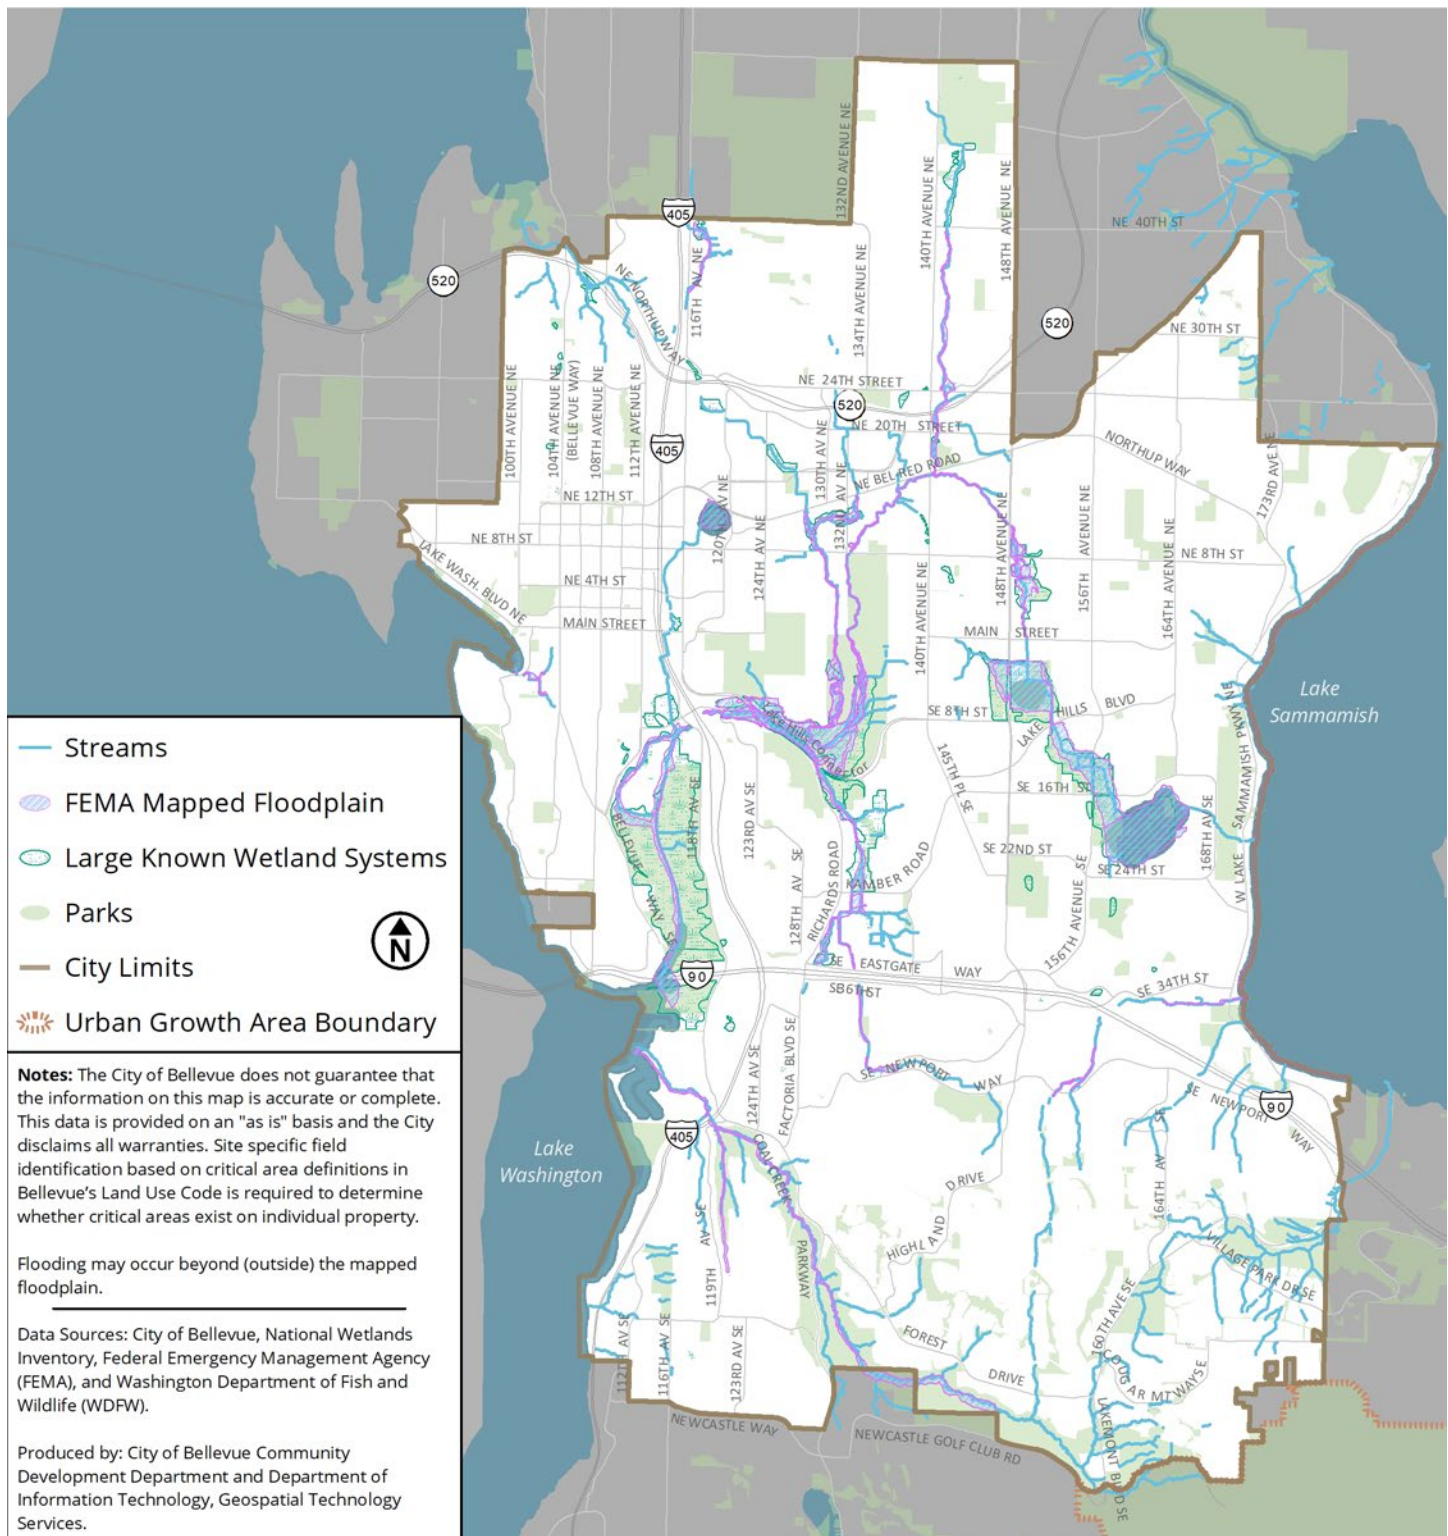 132ND AVENUE NE
405
NE 40TH ST
140TH AVENUE NE
148TH AVENUE NE
520
NE NORTHUP WAY
116TH AV NE
134TH AVENUE NE
520
NE 30TH ST
NE 24TH STREET
520
100TH AVENUE NE
104TH AVENUE NE
(BELLEVUE WAY)
108TH AVENUE NE
112TH AVENUE NE
405
NE 20TH STREET
NORTHUP WAY
173RD AVE NE
130TH AV NE
132ND AV NE
NE BEL RED ROAD
NE 12TH ST
120TH AV NE
124TH AV NE
NE 8TH ST
LAKE WASH. BLVD NE
NE 4TH ST
MAIN STREET
140TH AVENUE NE
148TH AVENUE NE
156TH AVENUE NE
164TH AVENUE NE
NE 8TH ST
MAIN STREET
Lake
Sammamish
SE 8TH ST
LAKE HILLS BLVD
Lake Hills Connector
145TH PL SE
SE 16TH ST
W LAKE SAMMAMISH PKWY NE
168TH AV SE
118TH AV SE
123RD AV SE
BELLEVUE WAY SE
128TH AV SE
RICHARDS ROAD
KAMBER ROAD
SE 22ND ST
SE 24TH ST
156TH AVENUE SE
90
SE EASTGATE WAY
SE 34TH ST
124TH AV SE
FACTORIA BLVD SE
SE NEWPORT WAY
SE NEWPORT WAY
90
405
Lake
Washington
COAL CREEK PARKWAY
119TH AV SE
HIGHLAND DRIVE
164TH AV SE
VILLAGE PARK DR SE
160TH AVE SE
FOREST DRIVE
COUGAR MT WAY SE
LAKEMONT BLVD SE
112TH AV SE
116TH AV SE
123RD AV SE
NEWCASTLE WAY
NEWCASTLE GOLF CLUB RD
Streams
FEMA Mapped Floodplain
Large Known Wetland Systems
Parks
N
City Limits
Urban Growth Area Boundary
Notes: The City of Bellevue does not guarantee that
the information on this map is accurate or complete.
This data is provided on an "as is" basis and the City
disclaims all warranties. Site specific field
identification based on critical area definitions in
Bellevue's Land Use Code is required to determine
whether critical areas exist on individual property.
Flooding may occur beyond (outside) the mapped
floodplain.
Data Sources: City of Bellevue, National Wetlands
Inventory, Federal Emergency Management Agency
(FEMA), and Washington Department of Fish and
Wildlife (WDFW).
Produced by: City of Bellevue Community
Development Department and Department of
Information Technology, Geospatial Technology
Services.